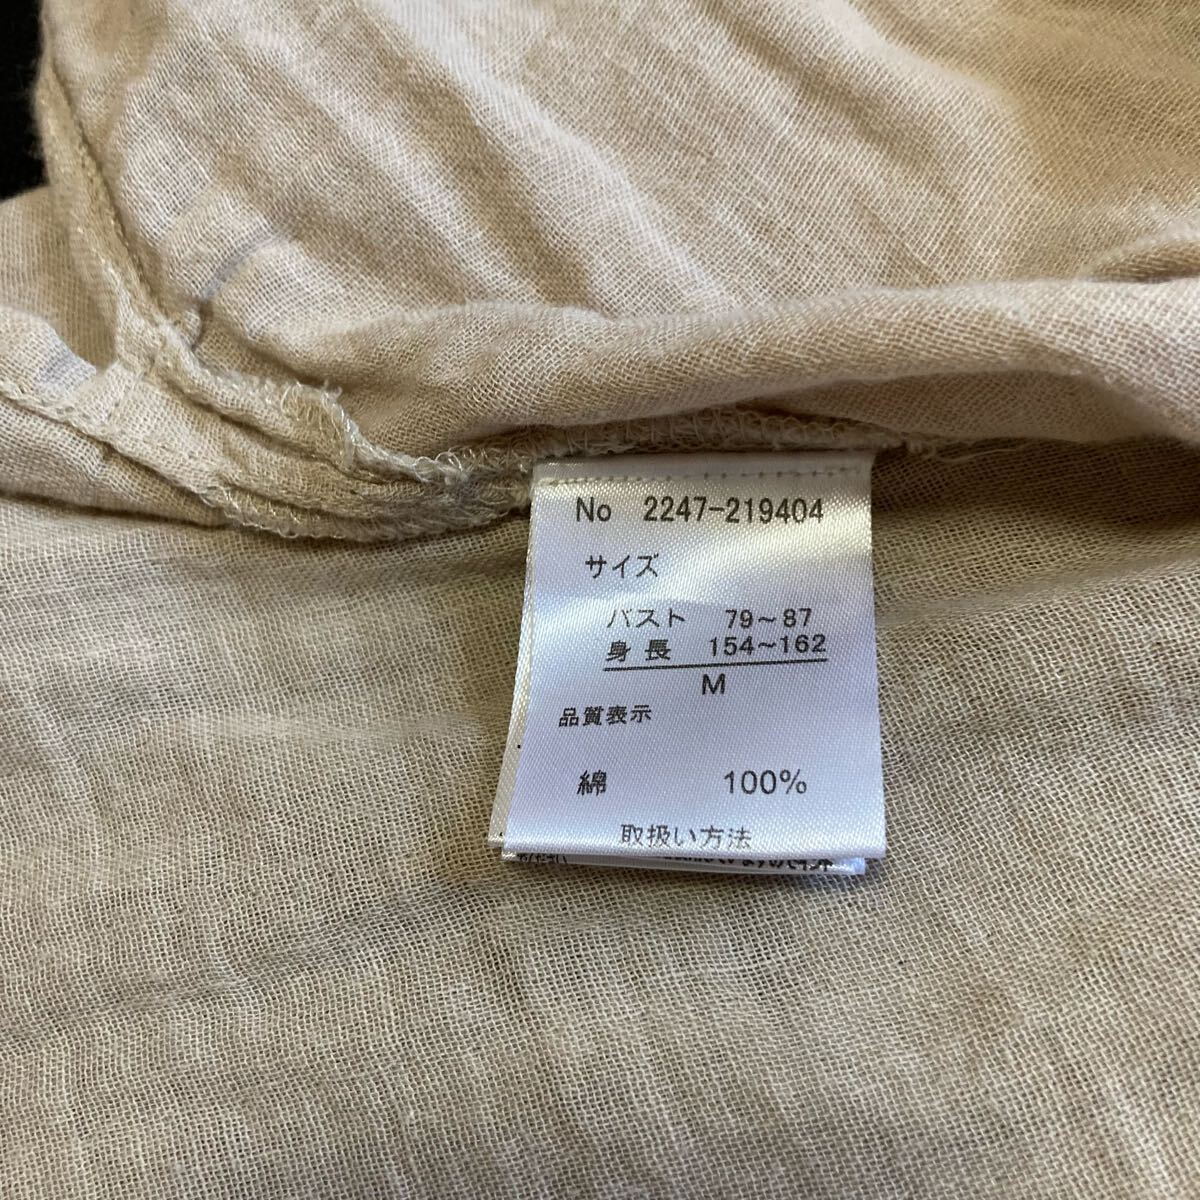 No 2247-219404
サイズ
バスト 79～87
身長 154～162
M
品質表示
綿 100%
取扱い方法